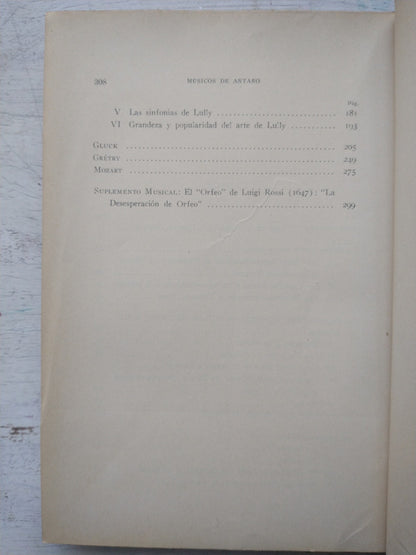 308
MUSICOS DE ANTAÑO
Pág.
V Las sinfonías de Lully 181
VI Grandeza y popularidad del arte de Lully 193
GLUCK 205
GRÉTRY 249
MOZART 275
SUPLEMENTO MUSICAL: El "Orfeo" de Luigi Rossi (1647): "La
Desesperación de Orfeo" 299